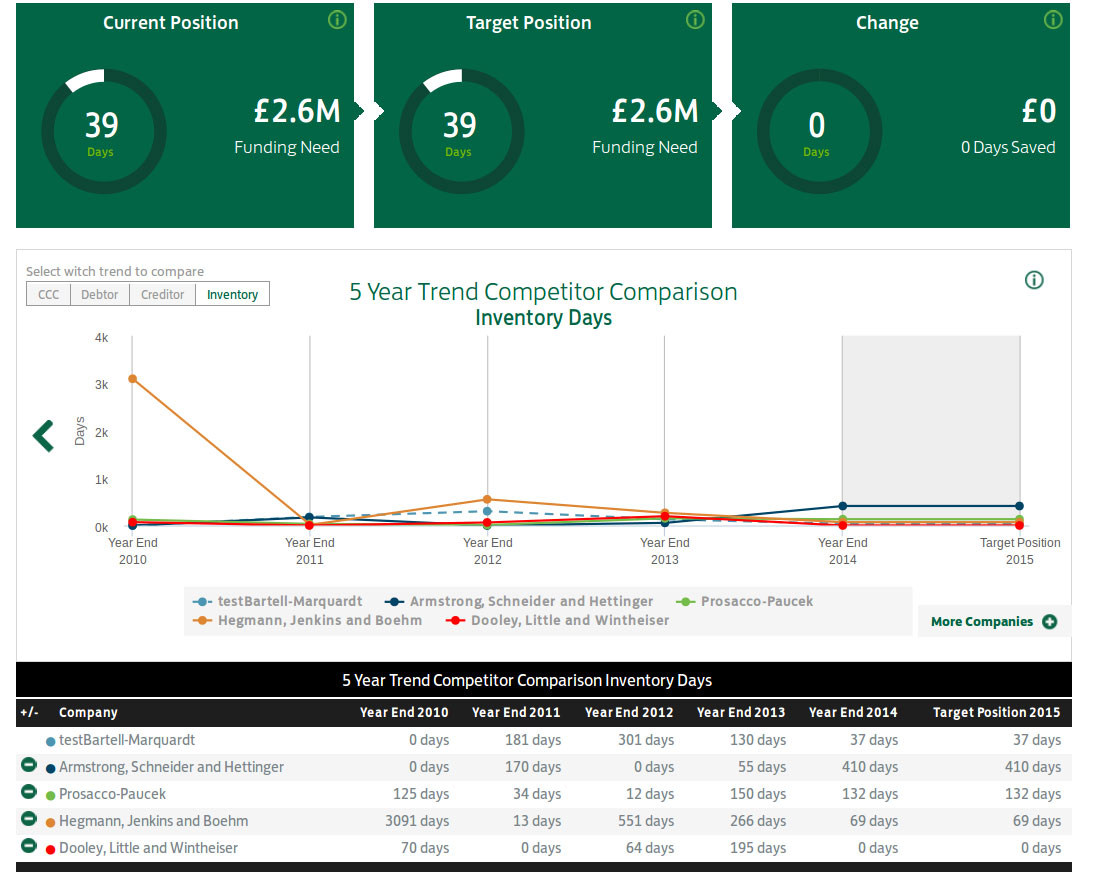 Current Position
39
Days
£2.6M
Funding Need
Target Position
39
Days
£2.6M
Funding Need
Change
0
Days
£0
0 Days Saved
Select witch trend to compare
CCC Debtor Creditor Inventory
5 Year Trend Competitor Comparison
Inventory Days
4k
3k
2k
1k
0k
Days
Year End 2010
Year End 2011
Year End 2012
Year End 2013
Year End 2014
Target Position 2015
testBartell-Marquardt Armstrong, Schneider and Hettinger Prosacco-Paucek
Hegmann, Jenkins and Boehm Dooley, Little and Wintheiser
More Companies
5 Year Trend Competitor Comparison Inventory Days
+/- Company Year End 2010 Year End 2011 Year End 2012 Year End 2013 Year End 2014 Target Position 2015
testBartell-Marquardt 0 days 181 days 301 days 130 days 37 days 37 days
Armstrong, Schneider and Hettinger 0 days 170 days 0 days 55 days 410 days 410 days
Prosacco-Paucek 125 days 34 days 12 days 150 days 132 days 132 days
Hegmann, Jenkins and Boehm 3091 days 13 days 551 days 266 days 69 days 69 days
Dooley, Little and Wintheiser 70 days 0 days 64 days 195 days 0 days 0 days